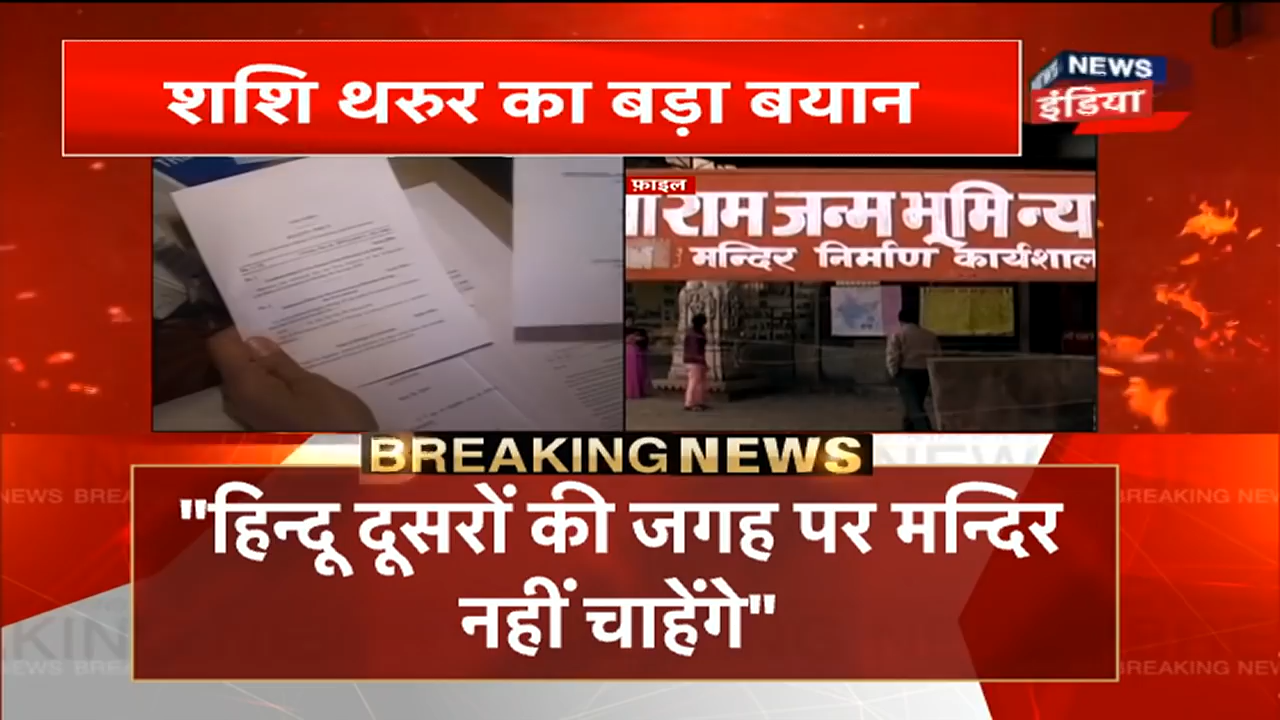 शशि थरुर का बड़ा बयान
NEWS
इंडिया
फ़ाइल
राम जन्म भूमि न्य
मन्दिर निर्माण कार्यशाल
BREAKING NEWS
"हिन्दू दूसरों की जगह पर मन्दिर
नहीं चाहेंगे"